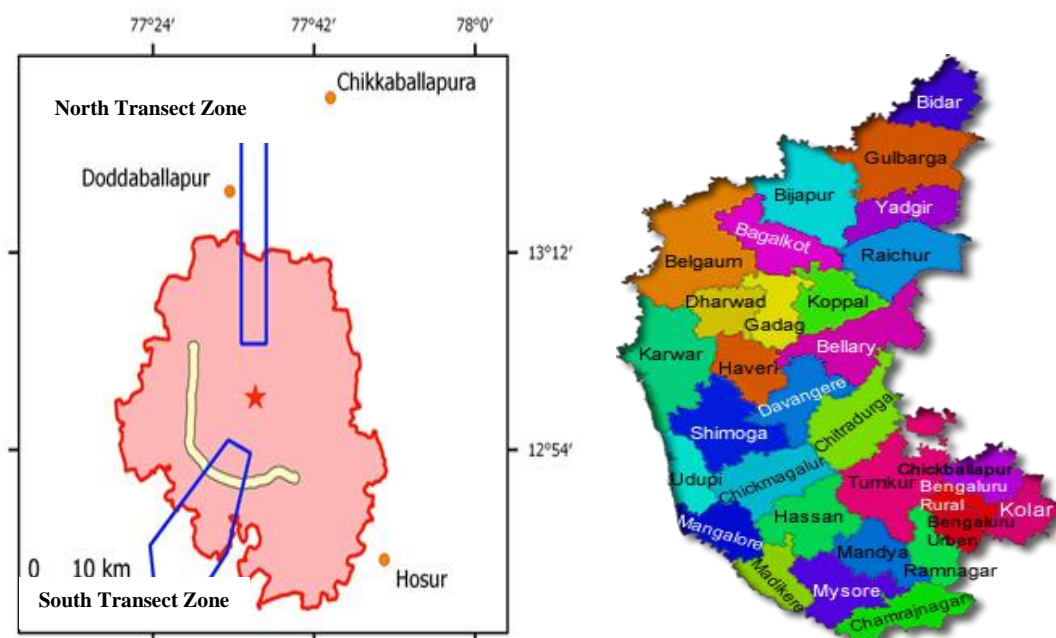 77°24′ 77°42′ 78°0′
Chikkaballapura
North Transect Zone
Doddaballapur
13°12′
12°54′
0 10 km
Hosur
South Transect Zone
Bidar
Gulbarga
Bijapur
Yadgir
Bagalkot
Raichur
Belgaum
Dharwad
Koppal
Gadag
Bellary
Karwar
Haveri
Davangere
Chitradurga
Shimoga
Chickballapur
Udupi
Chickmagalur
Tumkur
Bengaluru
Rural
Kolar
Hassan
Bengaluru
Urban
Mangalore
Mandya
Ramnagar
Madikere
Mysore
Chamrajnagar